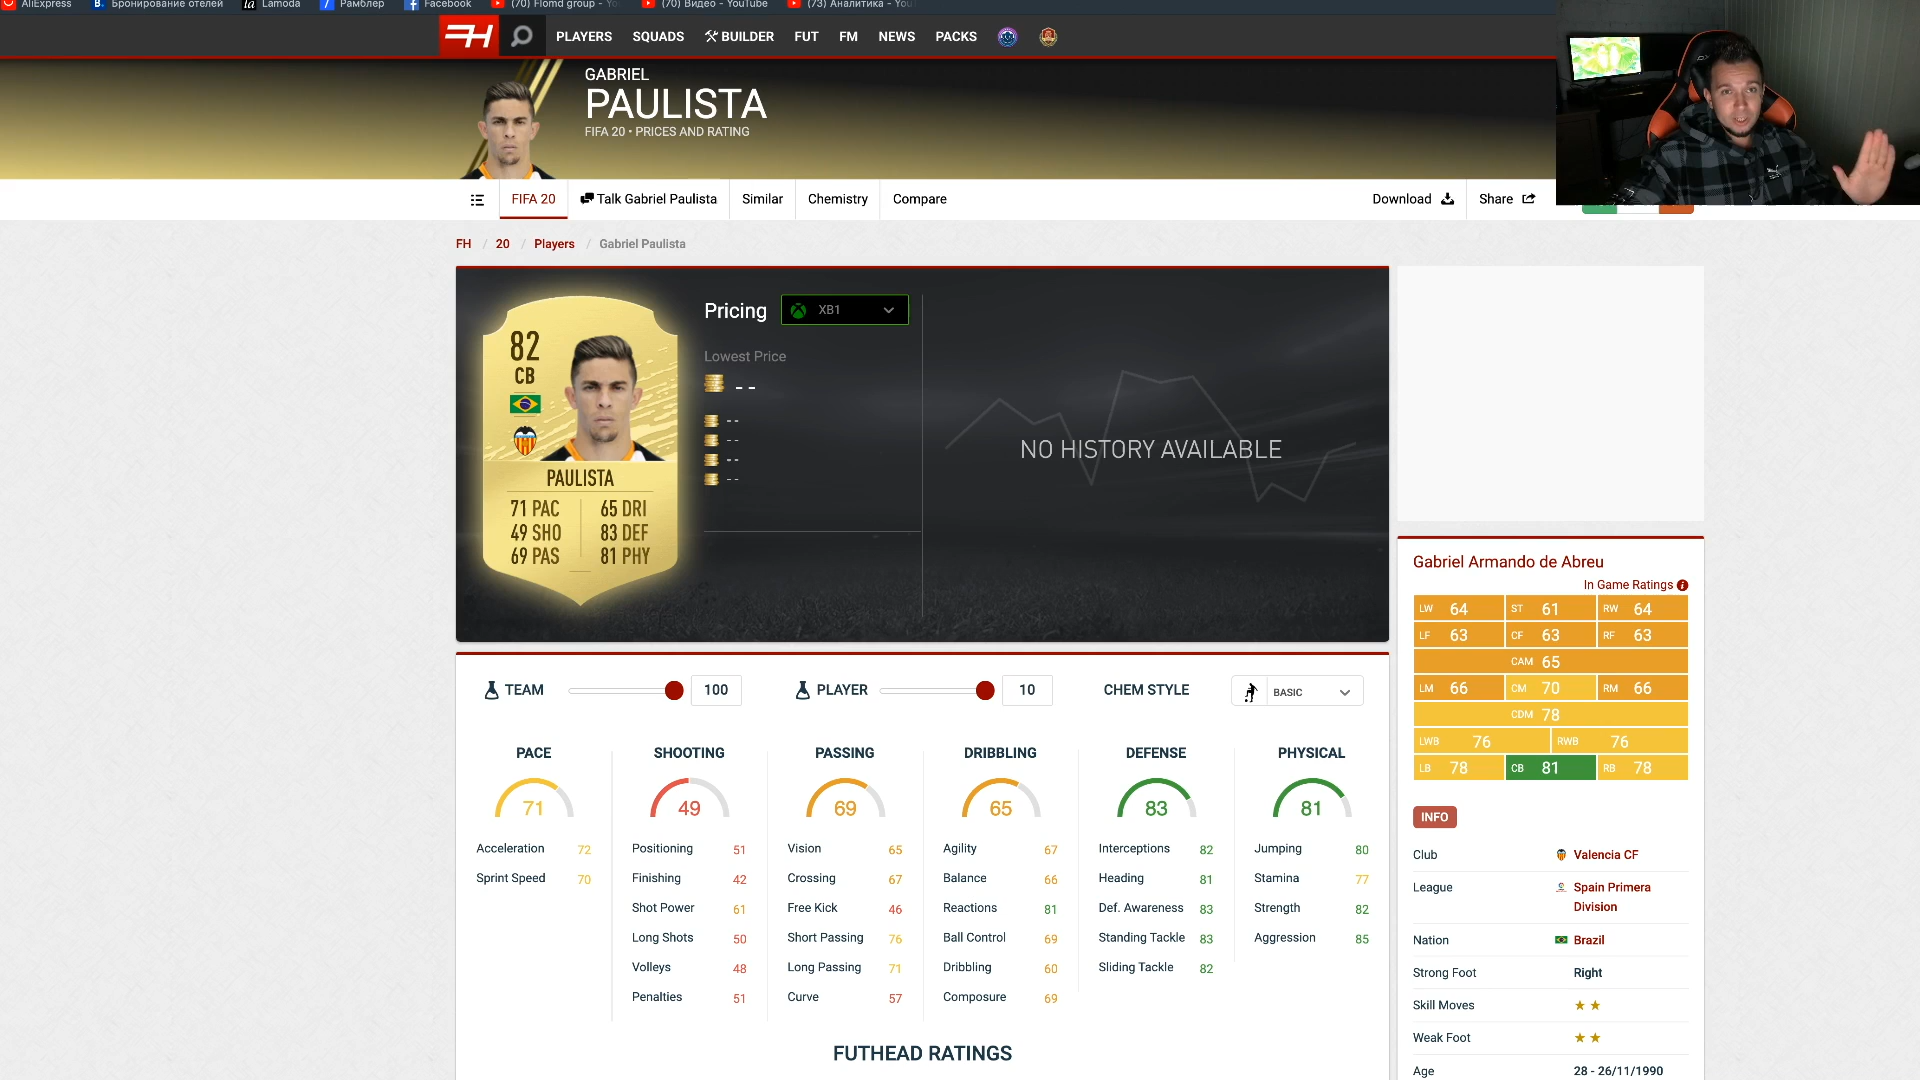 AliExpress B. Бронирование отелей la Lamoda Рамблер Facebook (70) Flomd group - Yo (70) Видео - YouTube (73) Аналитика - You
FH PLAYERS SQUADS BUILDER FUT FM NEWS PACKS
GABRIEL
PAULISTA
FIFA 20 • PRICES AND RATING
FIFA 20 Talk Gabriel Paulista Similar Chemistry Compare Download Share
FH / 20 / Players / Gabriel Paulista
82
CB
PAULISTA
71 PAC 65 DRI
49 SHO 83 DEF
69 PAS 81 PHY
Pricing XB1
Lowest Price
- -
- -
- -
- -
- -
NO HISTORY AVAILABLE
TEAM 100 PLAYER 10 CHEM STYLE BASIC
PACE SHOOTING PASSING DRIBBLING DEFENSE PHYSICAL
71 49 69 65 83 81
Acceleration 72 Positioning 51 Vision 65 Agility 67 Interceptions 82 Jumping 80
Sprint Speed 70 Finishing 42 Crossing 67 Balance 66 Heading 81 Stamina 77
Shot Power 61 Free Kick 46 Reactions 81 Def. Awareness 83 Strength 82
Long Shots 50 Short Passing 76 Ball Control 69 Standing Tackle 83 Aggression 85
Volleys 48 Long Passing 71 Dribbling 60 Sliding Tackle 82
Penalties 51 Curve 57 Composure 69
FUTHEAD RATINGS
Gabriel Armando de Abreu
In Game Ratings
LW 64 ST 61 RW 64
LF 63 CF 63 RF 63
CAM 65
LM 66 CM 70 RM 66
CDM 78
LWB 76 RWB 76
LB 78 CB 81 RB 78
INFO
Club Valencia CF
League Spain Primera
Division
Nation Brazil
Strong Foot Right
Skill Moves ★ ★
Weak Foot ★ ★
Age 28 - 26/11/1990